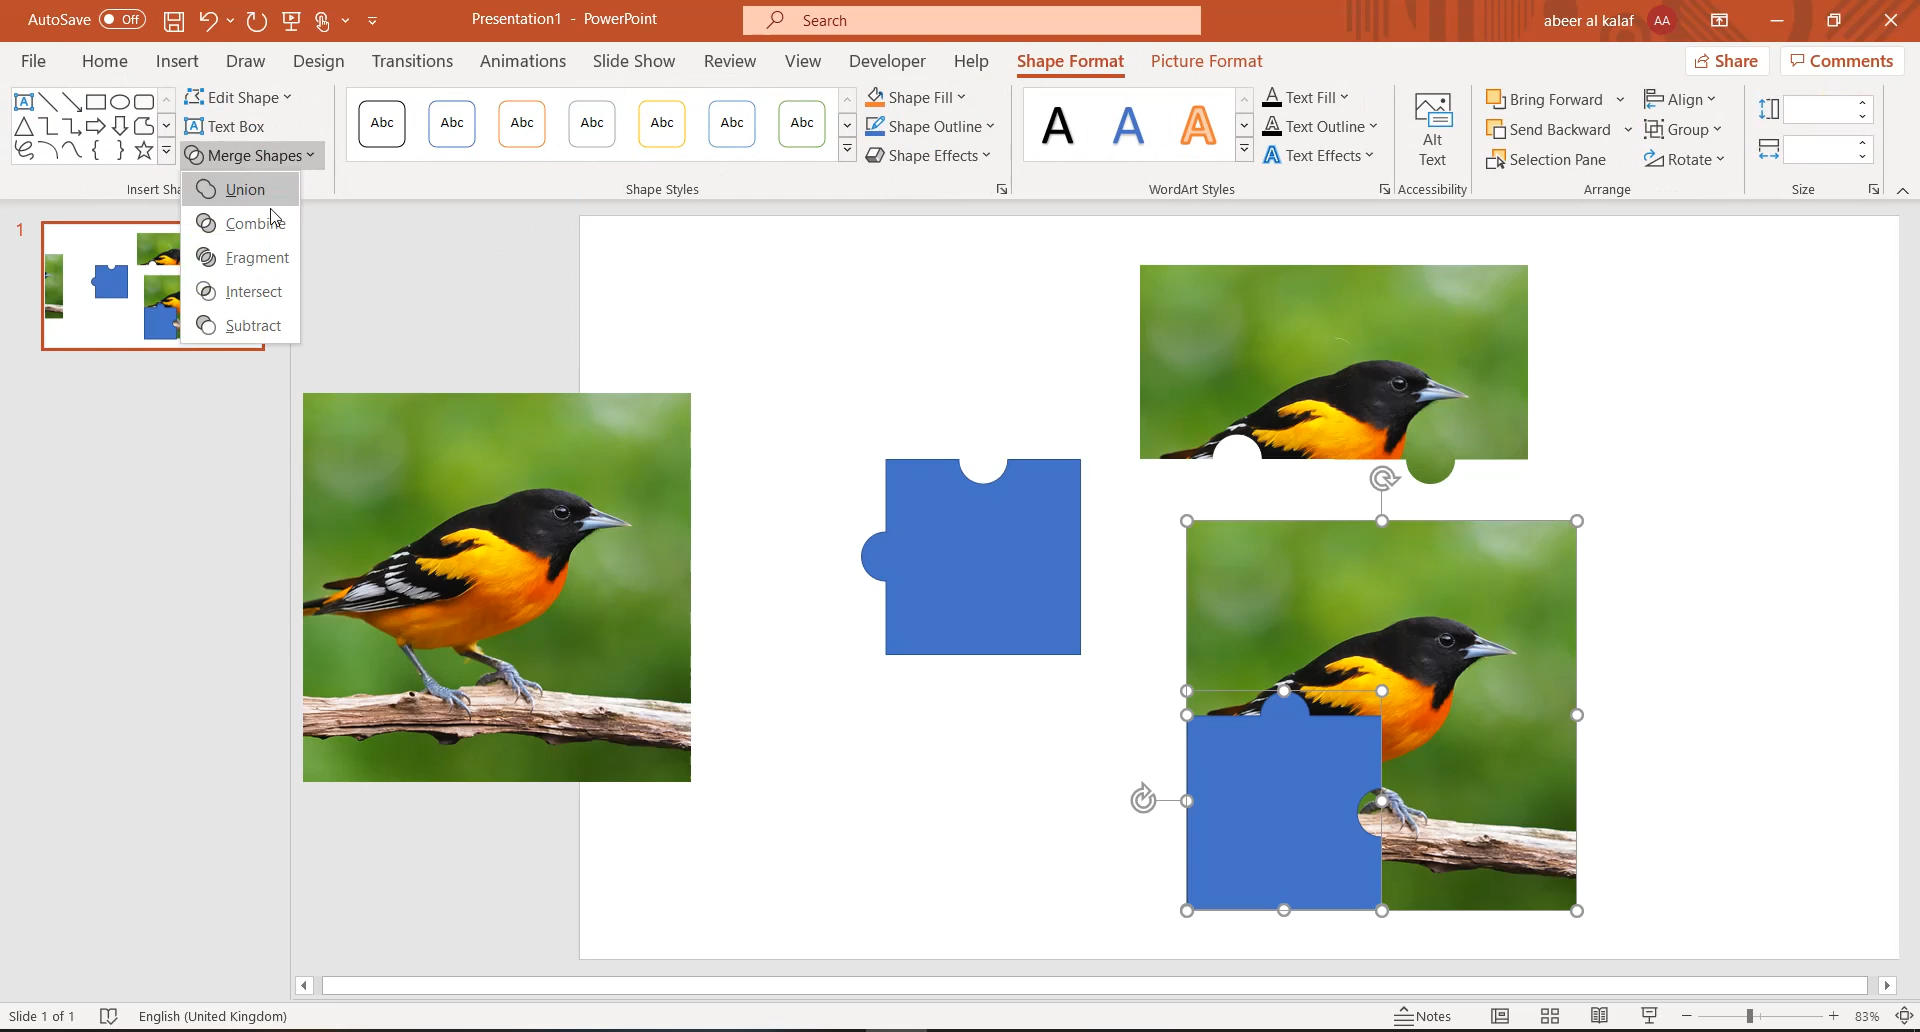 AutoSave Off
Presentation1 - PowerPoint
Search
abeer al kalaf AA
File Home Insert Draw Design Transitions Animations Slide Show Review View Developer Help Shape Format Picture Format Share Comments
Edit Shape
Text Box
Merge Shapes
Abc Abc Abc Abc Abc Abc Abc
Shape Fill
Shape Outline
Shape Effects
A A A
Text Fill
Text Outline
Text Effects
Alt
Text
Bring Forward
Send Backward
Selection Pane
Align
Group
Rotate
Insert Sha
Shape Styles
WordArt Styles
Accessibility
Arrange
Size
Union
Combine
Fragment
Intersect
Subtract
1
Slide 1 of 1
English (United Kingdom)
Notes
83%